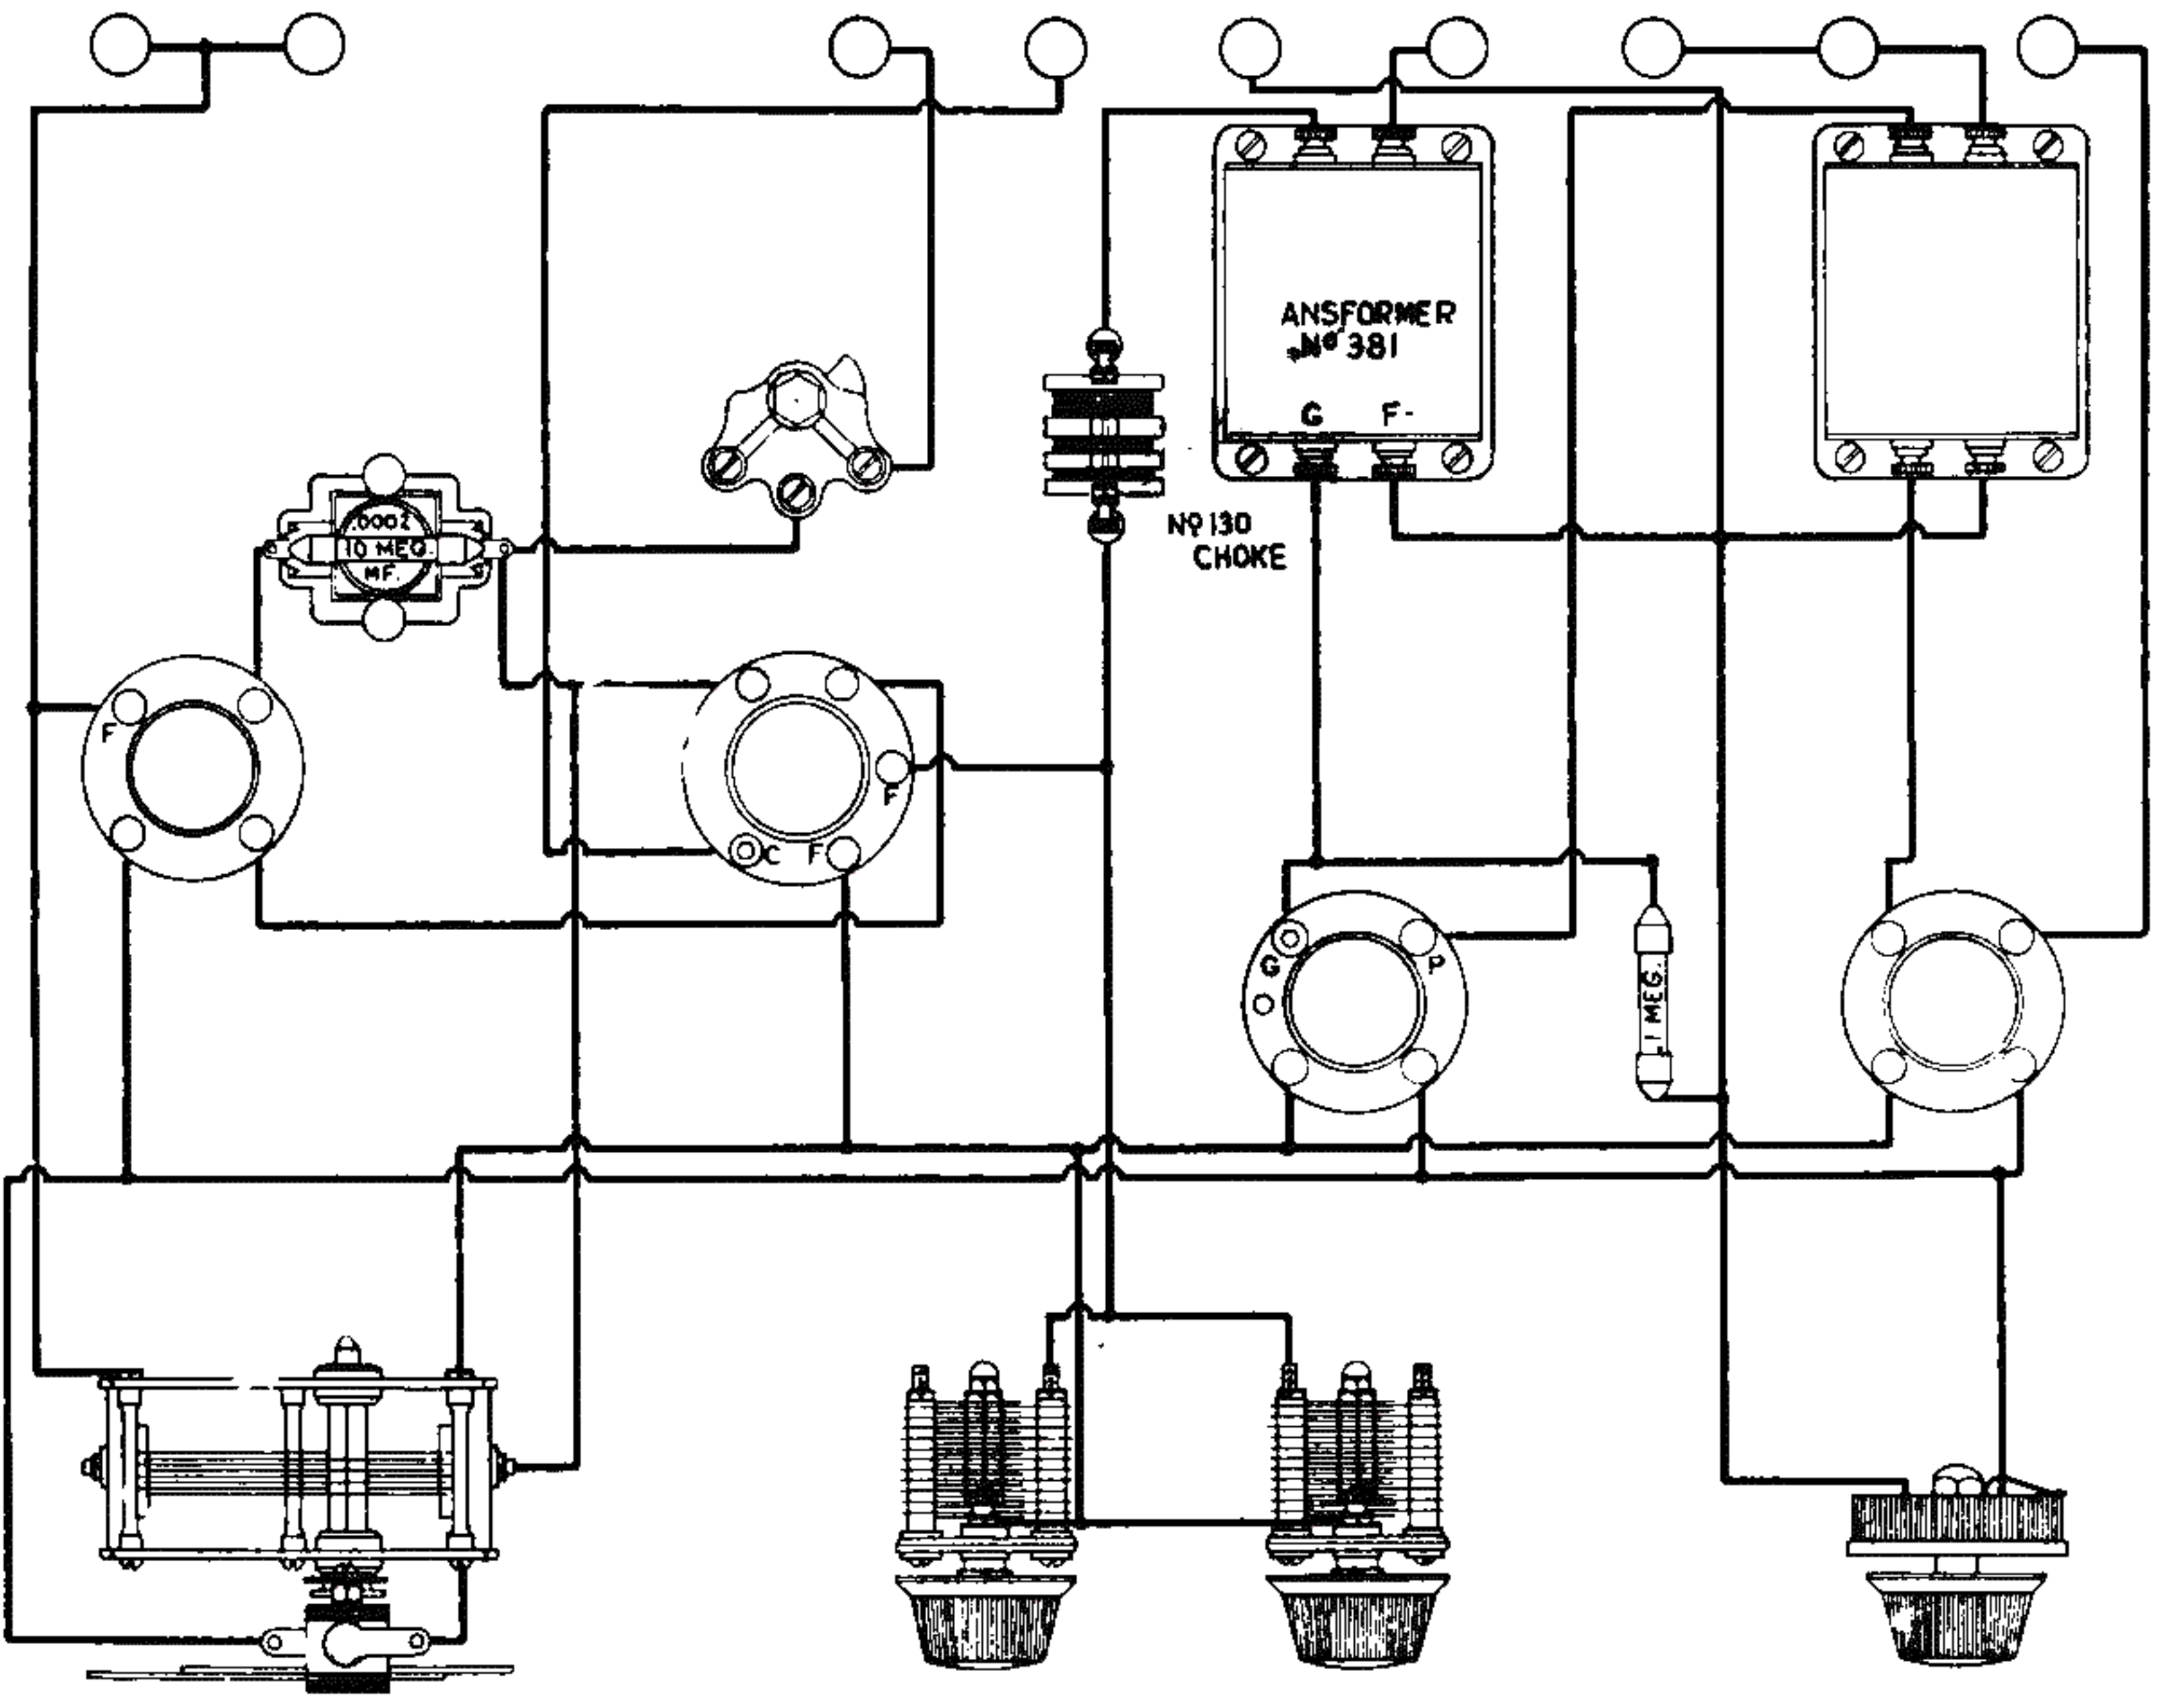 ANSFORMER
Nº 381
G F-
.0002
10 MEG.
MF.
Nº 130
CHOKE
F
F
C F
G P
.1 MEG.